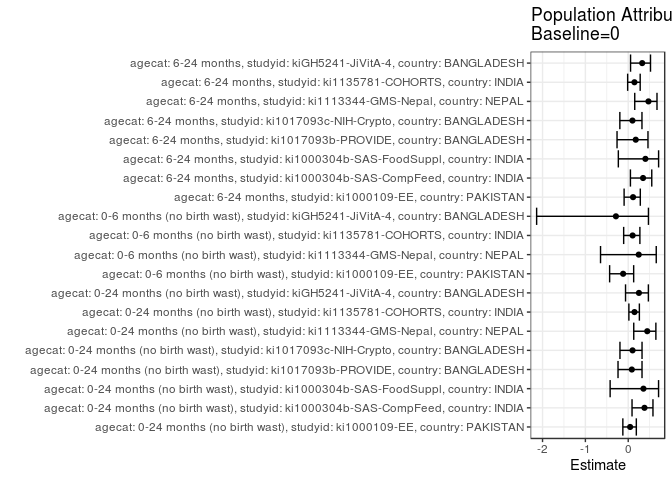 Population Attribu
Baseline=0
agecat: 6-24 months, studyid: kiGH5241-JiVitA-4, country: BANGLADESH
agecat: 6-24 months, studyid: ki1135781-COHORTS, country: INDIA
agecat: 6-24 months, studyid: ki1113344-GMS-Nepal, country: NEPAL
agecat: 6-24 months, studyid: ki1017093c-NIH-Crypto, country: BANGLADESH
agecat: 6-24 months, studyid: ki1017093b-PROVIDE, country: BANGLADESH
agecat: 6-24 months, studyid: ki1000304b-SAS-FoodSuppl, country: INDIA
agecat: 6-24 months, studyid: ki1000304b-SAS-CompFeed, country: INDIA
agecat: 6-24 months, studyid: ki1000109-EE, country: PAKISTAN
agecat: 0-6 months (no birth wast), studyid: kiGH5241-JiVitA-4, country: BANGLADESH
agecat: 0-6 months (no birth wast), studyid: ki1135781-COHORTS, country: INDIA
agecat: 0-6 months (no birth wast), studyid: ki1113344-GMS-Nepal, country: NEPAL
agecat: 0-6 months (no birth wast), studyid: ki1000109-EE, country: PAKISTAN
agecat: 0-24 months (no birth wast), studyid: kiGH5241-JiVitA-4, country: BANGLADESH
agecat: 0-24 months (no birth wast), studyid: ki1135781-COHORTS, country: INDIA
agecat: 0-24 months (no birth wast), studyid: ki1113344-GMS-Nepal, country: NEPAL
agecat: 0-24 months (no birth wast), studyid: ki1017093c-NIH-Crypto, country: BANGLADESH
agecat: 0-24 months (no birth wast), studyid: ki1017093b-PROVIDE, country: BANGLADESH
agecat: 0-24 months (no birth wast), studyid: ki1000304b-SAS-FoodSuppl, country: INDIA
agecat: 0-24 months (no birth wast), studyid: ki1000304b-SAS-CompFeed, country: INDIA
agecat: 0-24 months (no birth wast), studyid: ki1000109-EE, country: PAKISTAN
-2 -1 0
Estimate